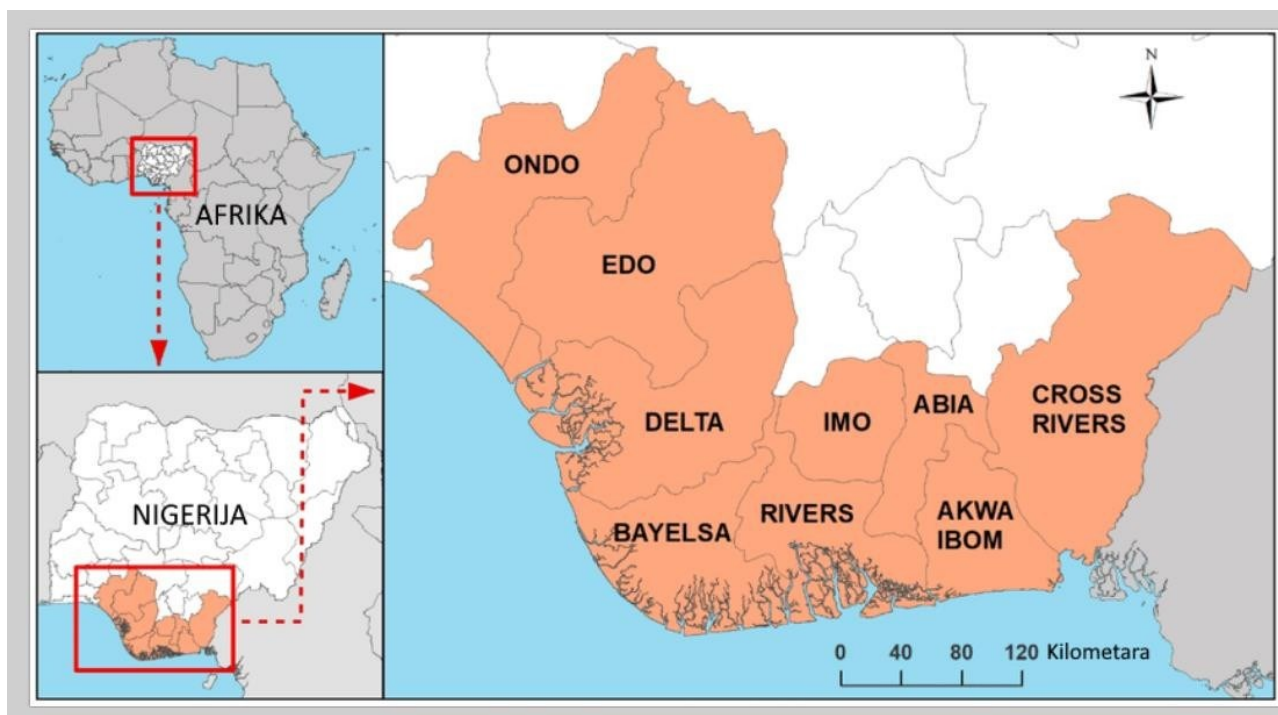 AFRIKA
NIGERIJA
N
ONDO
EDO
DELTA
IMO
ABIA
CROSS
RIVERS
BAYELSA
RIVERS
AKWA
IBOM
0 40 80 120 Kilometara